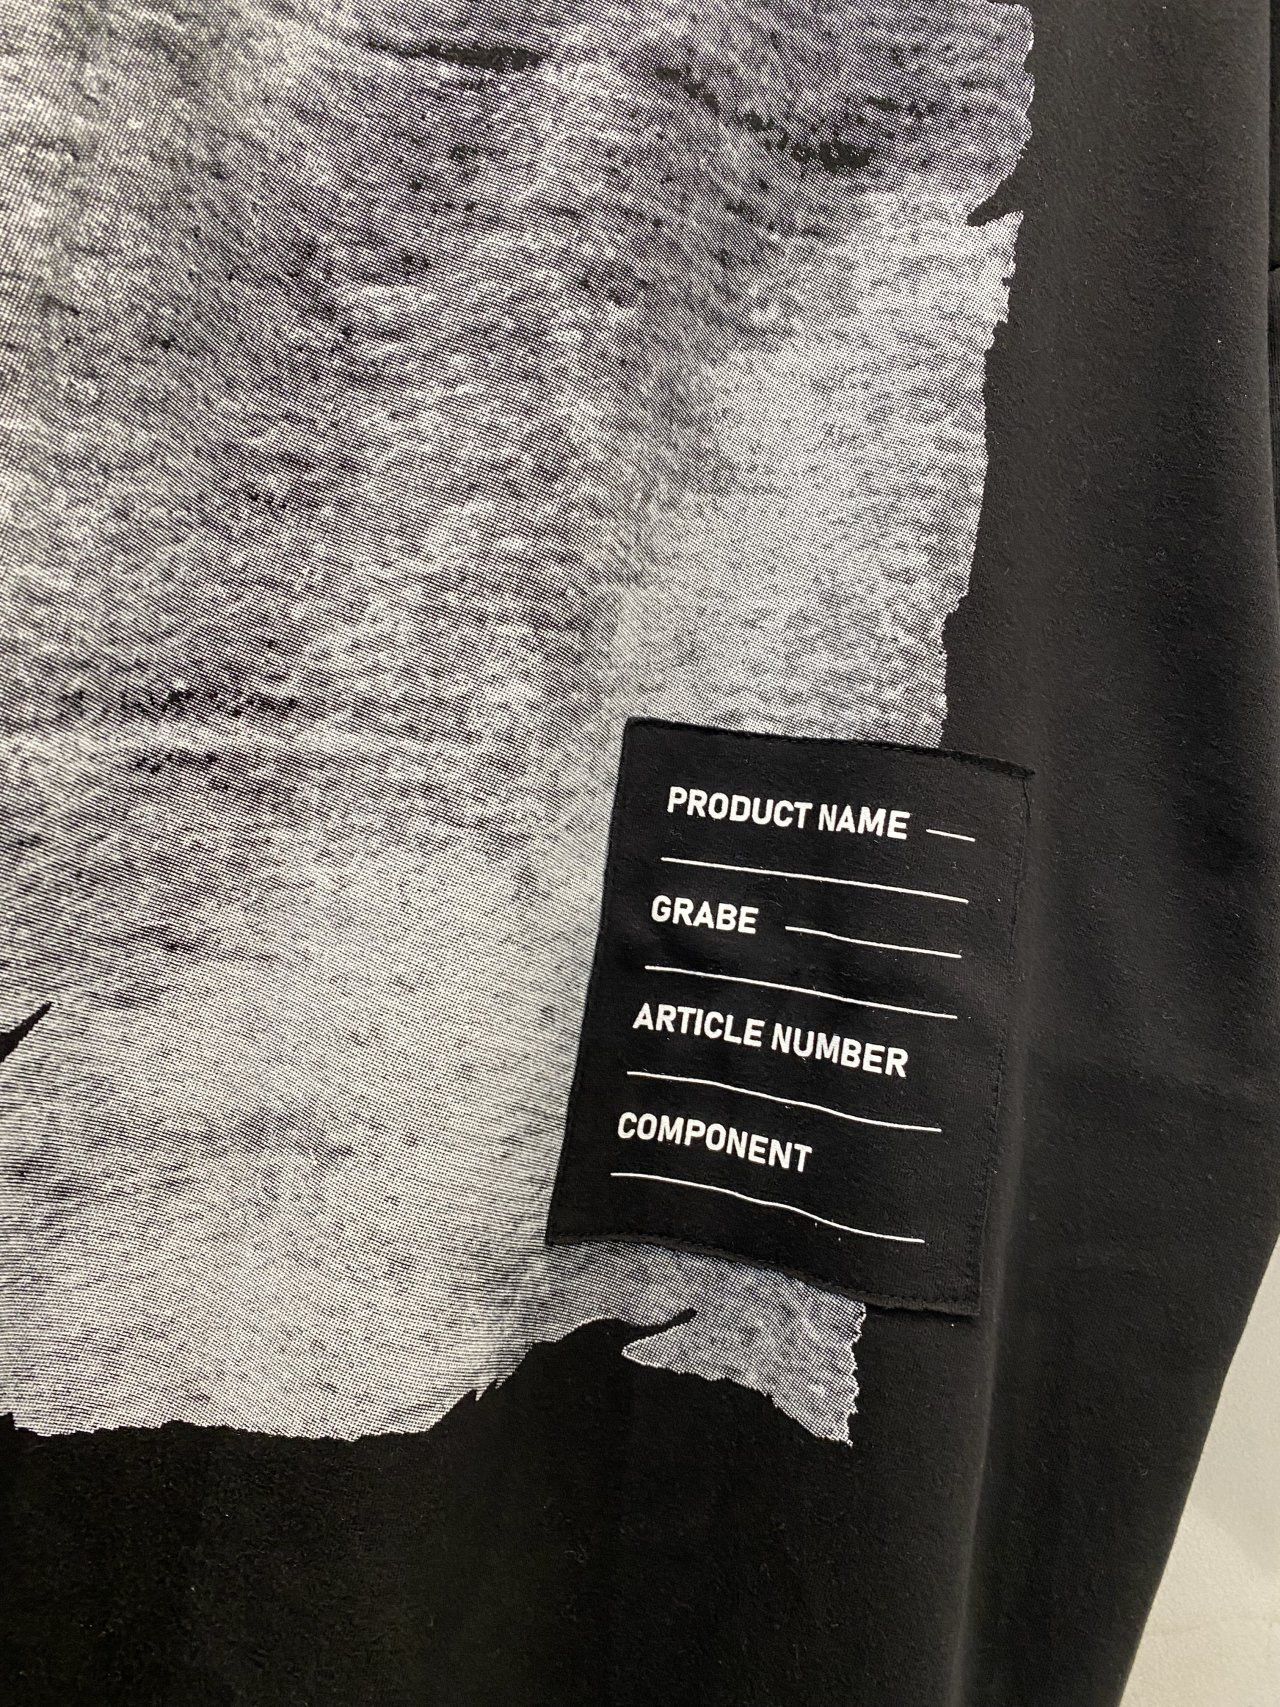 PRODUCT NAME
GRABE
ARTICLE NUMBER
COMPONENT